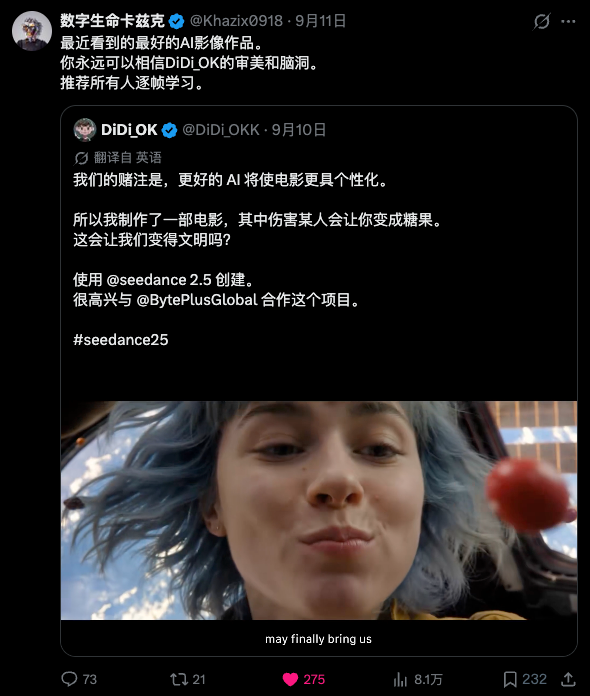 数字生命卡兹克 @Khazix0918 · 9月11日
最近看到的最好的AI影像作品。
你永远可以相信DiDi_OK的审美和脑洞。
推荐所有人逐帧学习。
DiDi_OK @DiDi_OKK · 9月10日
翻译自 英语
我们的赌注是，更好的 AI 将使电影更具个性化。
所以我制作了一部电影，其中伤害某人会让你变成糖果。
这会让我们变得文明吗？
使用 @seedance 2.5 创建。
很高兴与 @BytePlusGlobal 合作这个项目。
#seedance25
may finally bring us
73 21 275 8.1万 232